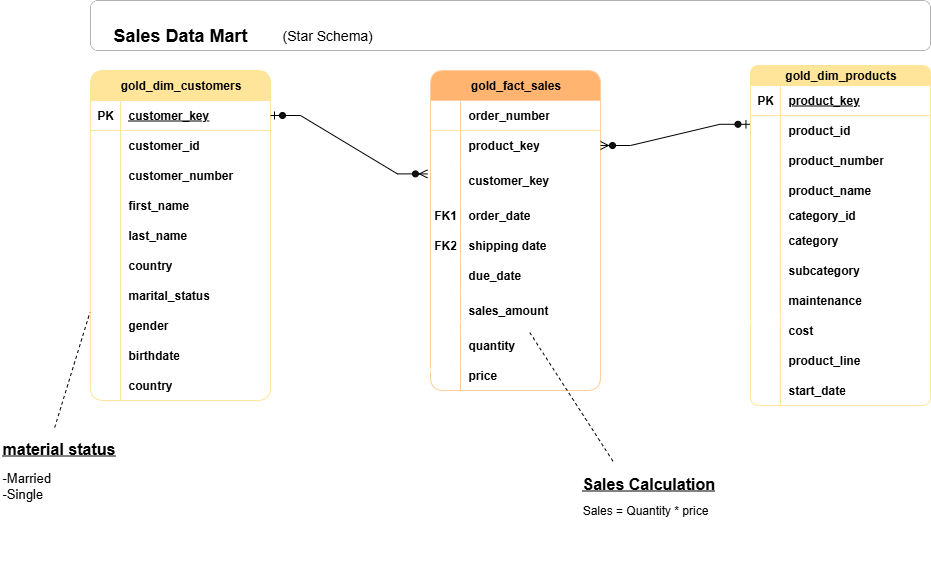 Sales Data Mart (Star Schema)
gold_dim_customers
PK customer_key
customer_id
customer_number
first_name
last_name
country
marital_status
gender
birthdate
country
gold_fact_sales
order_number
product_key
customer_key
FK1 order_date
FK2 shipping date
due_date
sales_amount
quantity
price
gold_dim_products
PK product_key
product_id
product_number
product_name
category_id
category
subcategory
maintenance
cost
product_line
start_date
material status
-Married
-Single
Sales Calculation
Sales = Quantity * price